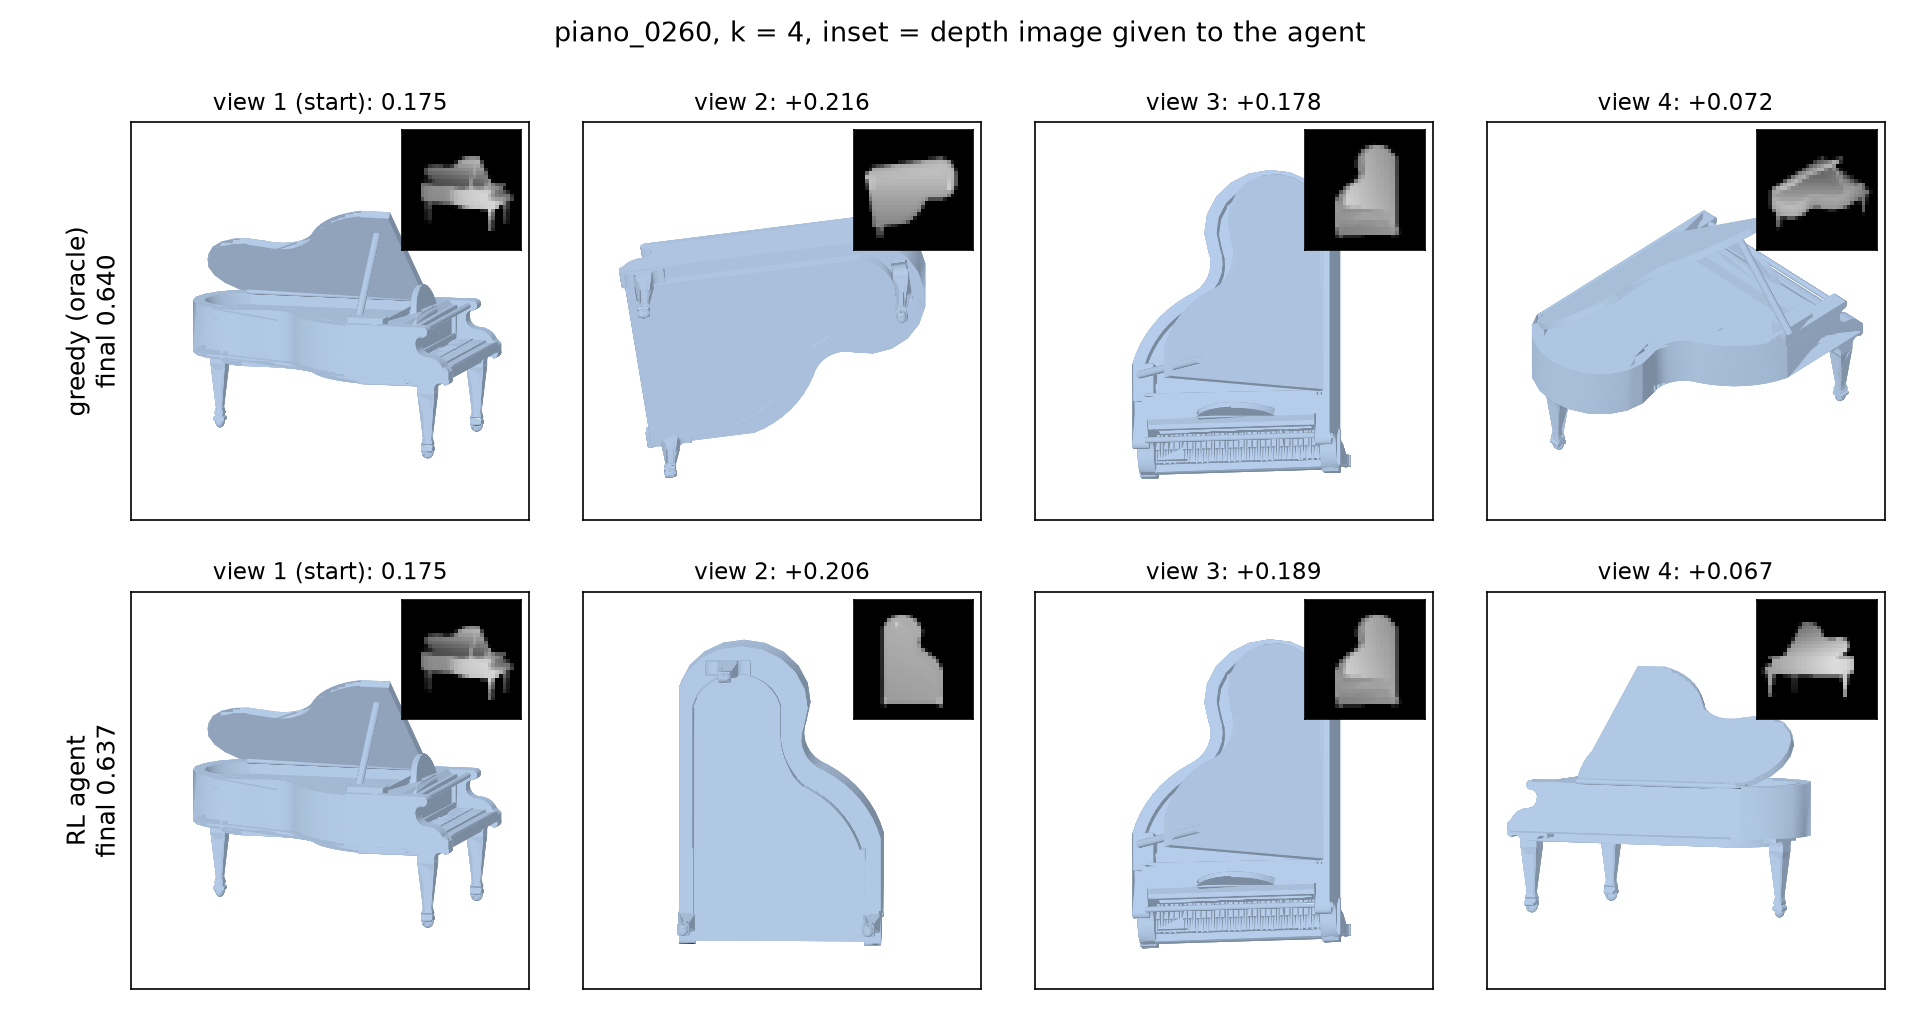 piano_0260, k = 4, inset = depth image given to the agent
view 1 (start): 0.175
view 2: +0.216
view 3: +0.178
view 4: +0.072
greedy (oracle)
final 0.640
view 1 (start): 0.175
view 2: +0.206
view 3: +0.189
view 4: +0.067
RL agent
final 0.637